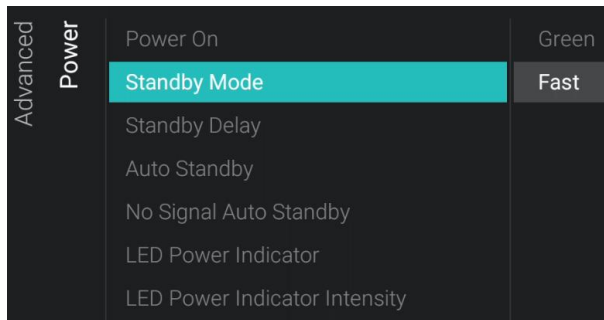 Advanced
Power
Power On
Standby Mode
Standby Delay
Auto Standby
No Signal Auto Standby
LED Power Indicator
LED Power Indicator Intensity
Green
Fast